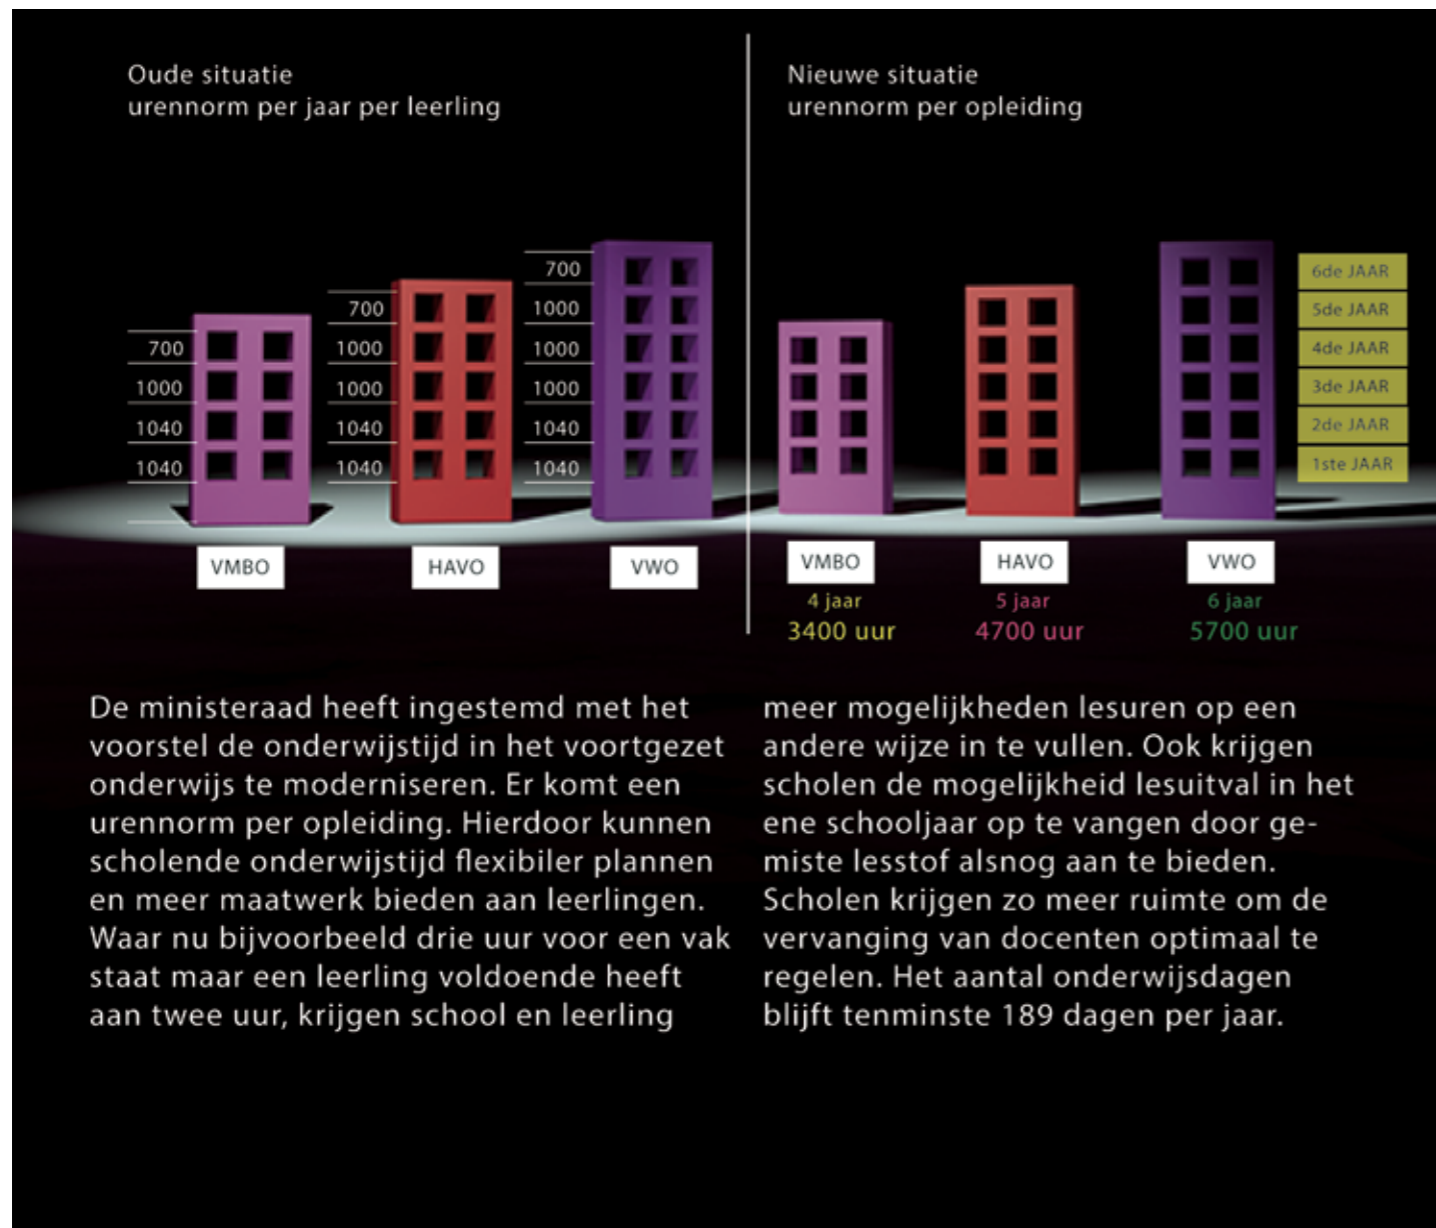 Oude situatie
urennorm per jaar per leerling
700
1000
1040
1040
700
1000
1000
1040
1040
700
1000
1000
1000
1040
1040
VMBO
HAVO
VWO
Nieuwe situatie
urennorm per opleiding
6de JAAR
5de JAAR
4de JAAR
3de JAAR
2de JAAR
1ste JAAR
VMBO
HAVO
VWO
4 jaar
5 jaar
6 jaar
3400 uur
4700 uur
5700 uur
De ministeraad heeft ingestemd met het
voorstel de onderwijstijd in het voortgezet
onderwijs te moderniseren. Er komt een
urennorm per opleiding. Hierdoor kunnen
scholende onderwijstijd flexibiler plannen
en meer maatwerk bieden aan leerlingen.
Waar nu bijvoorbeeld drie uur voor een vak
staat maar een leerling voldoende heeft
aan twee uur, krijgen school en leerling
meer mogelijkheden lesuren op een
andere wijze in te vullen. Ook krijgen
scholen de mogelijkheid lesuitval in het
ene schooljaar op te vangen door ge-
miste lesstof alsnog aan te bieden.
Scholen krijgen zo meer ruimte om de
vervanging van docenten optimaal te
regelen. Het aantal onderwijsdagen
blijft tenminste 189 dagen per jaar.